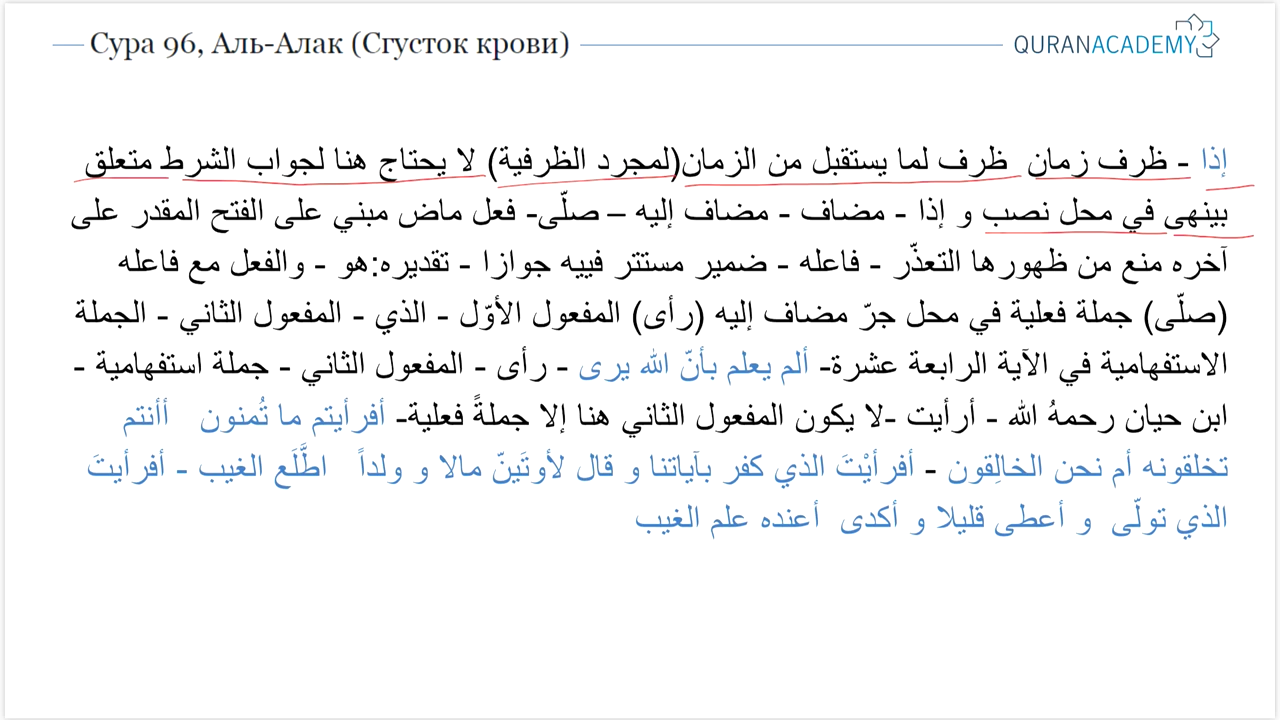 Сура 96, Аль-Алак (Сгусток крови)
QURANACADEMY
إذا - ظرف زمان ظرف لما يستقبل من الزمان(لمجرد الظرفية) لا يحتاج هنا لجواب الشرط متعلق
بينهى في محل نصب و إذا - مضاف - مضاف إليه – صلّى- فعل ماض مبني على الفتح المقدر على
آخره منع من ظهورها التعذّر - فاعله - ضمير مستتر فييه جوازا - تقديره:هو - والفعل مع فاعله
(صلّى) جملة فعلية في محل جرّ مضاف إليه (رأى) المفعول الأوّل - الذي - المفعول الثاني - الجملة
الاستفهامية في الآية الرابعة عشرة- ألم يعلم بأنّ الله يرى - رأى - المفعول الثاني - جملة استفهامية -
ابن حيان رحمهُ الله - أرأيت -لا يكون المفعول الثاني هنا إلا جملةً فعلية- أفرأيتم ما تُمنون أأنتم
تخلقونه أم نحن الخالِقون - أفرأيْتَ الذي كفر بآياتنا و قال لأوتَينّ مالا و ولداً اطَّلَع الغيب - أفرأيتَ
الذي تولّى و أعطى قليلا و أكدى أعنده علم الغيب